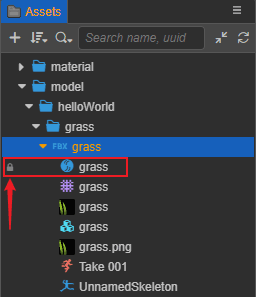 Assets
Search name, uuid
material
model
helloWorld
grass
FBX grass
grass
grass
grass
grass
grass.png
Take 001
UnnamedSkeleton